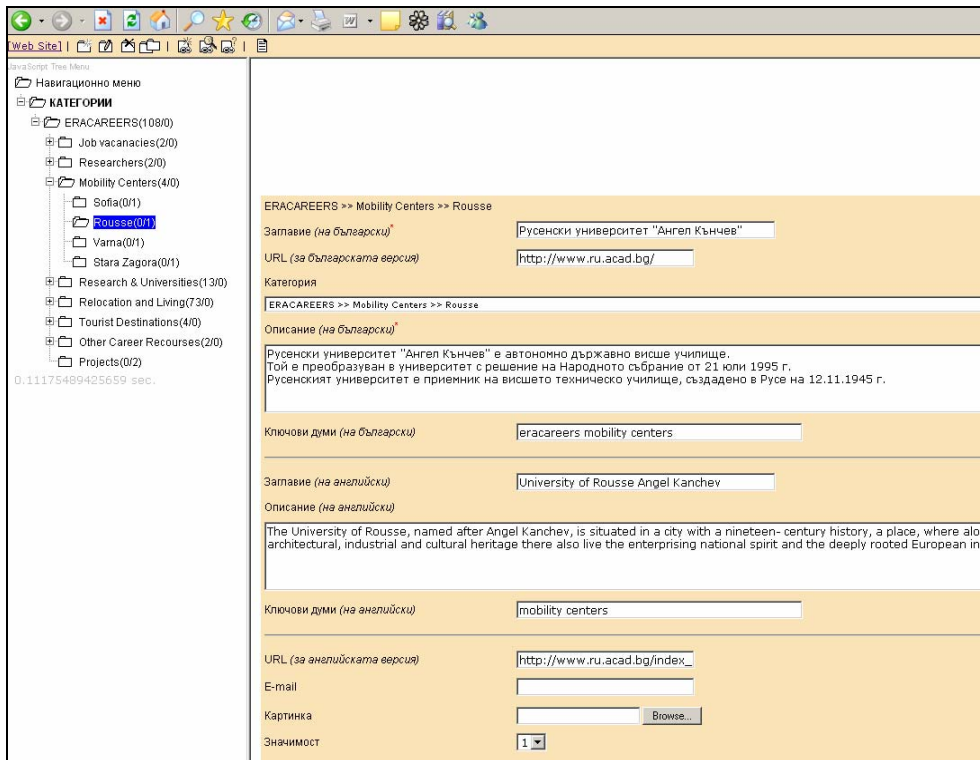 [Web Site]
JavaScript Tree Menu
Навигационно меню
КАТЕГОРИИ
ERACAREERS(108/0)
Job vacanacies(2/0)
Researchers(2/0)
Mobility Centers(4/0)
Sofia(0/1)
Rousse(0/1)
Varna(0/1)
Stara Zagora(0/1)
Research & Universities(13/0)
Relocation and Living(73/0)
Tourist Destinations(4/0)
Other Career Recourses(2/0)
Projects(0/2)
0.11175489425659 sec.
ERACAREERS >> Mobility Centers >> Rousse
Заглавие (на български)* Русенски университет "Ангел Кънчев"
URL (за българската версия) http://www.ru.acad.bg/
Категория
ERACAREERS >> Mobility Centers >> Rousse
Описание (на български)*
Русенски университет "Ангел Кънчев" е автономно държавно висше училище.
Той е преобразуван в университет с решение на Народното събрание от 21 юли 1995 г.
Русенският университет е приемник на висшето техническо училище, създадено в Русе на 12.11.1945 г.
Ключови думи (на български) eracareers mobility centers
Заглавие (на английски) University of Rousse Angel Kanchev
Описание (на английски)
The University of Rousse, named after Angel Kanchev, is situated in a city with a nineteen- century history, a place, where alo
architectural, industrial and cultural heritage there also live the enterprising national spirit and the deeply rooted European in
Ключови думи (на английски) mobility centers
URL (за английската версия) http://www.ru.acad.bg/index_
E-mail
Картинка Browse...
Значимост 1